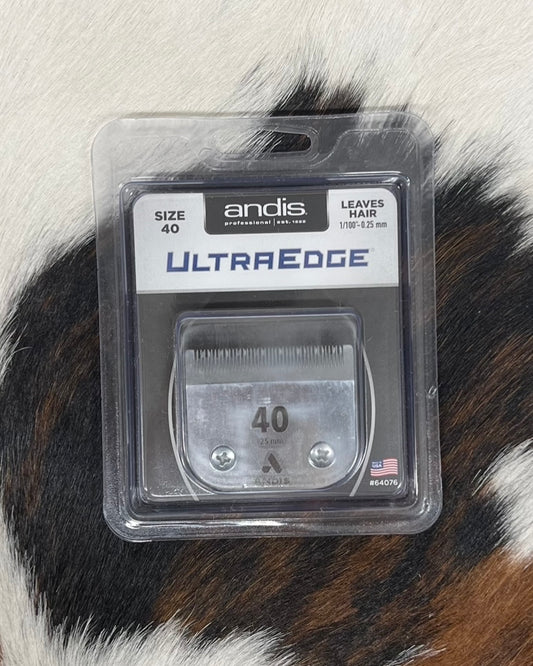 SIZE
40
andis.
professional | est. 1922
LEAVES
HAIR
1/100"- 0.25 mm
ULTRAEDGE
40
.25 mm
ANDIS
USA
#64076